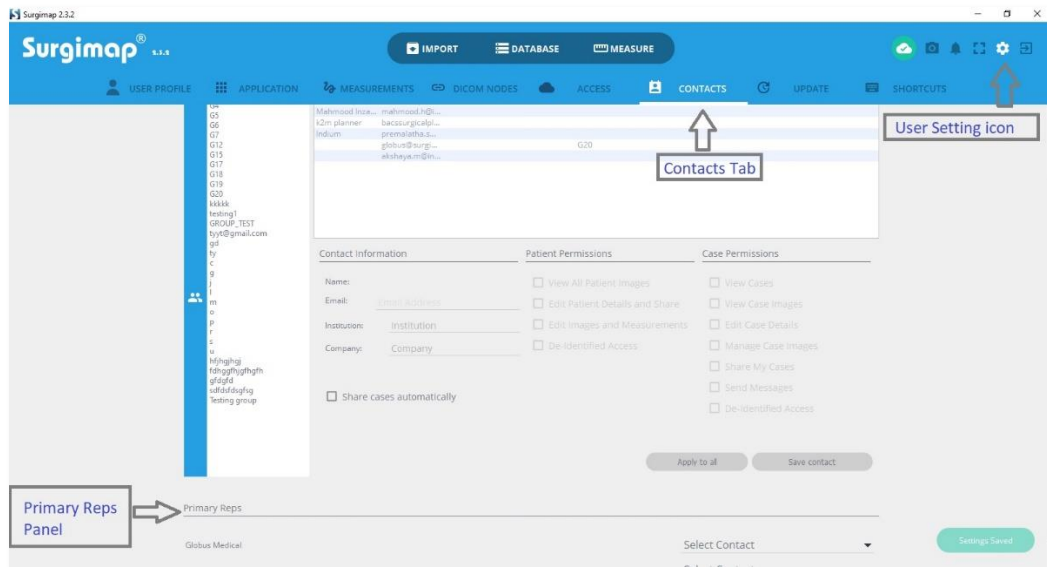 Surgimap 2.3.2
Surgimap® 2.3.2
IMPORT DATABASE MEASURE
USER PROFILE APPLICATION MEASUREMENTS DICOM NODES ACCESS CONTACTS UPDATE SHORTCUTS
User Setting icon
Contacts Tab
G4
G5
G6
G7
G12
G15
G17
G18
G19
G20
kkkkk
testing1
GROUP_TEST
tyyt@gmail.com
gd
ty
c
g
j
l
m
o
p
r
s
u
hfjhgjhgj
fdhggfhjgfhgfh
gfdgfd
sdfdsfdsgfsg
Testing group
Mahmood Inca... mahmood.h@i...
k2m planner bacssurgicalpl...
Indium premalatha.s...
globus@surgi... G20
akshaya.m@in...
Contact Information
Name:
Email: Email Address
Institution: Institution
Company: Company
Share cases automatically
Patient Permissions
View All Patient Images
Edit Patient Details and Share
Edit Images and Measurements
De-Identified Access
Case Permissions
View Cases
View Case Images
Edit Case Details
Manage Case Images
Share My Cases
Send Messages
De-Identified Access
Apply to all Save contact
Primary Reps
Panel
Primary Reps
Globus Medical Select Contact
Settings Saved